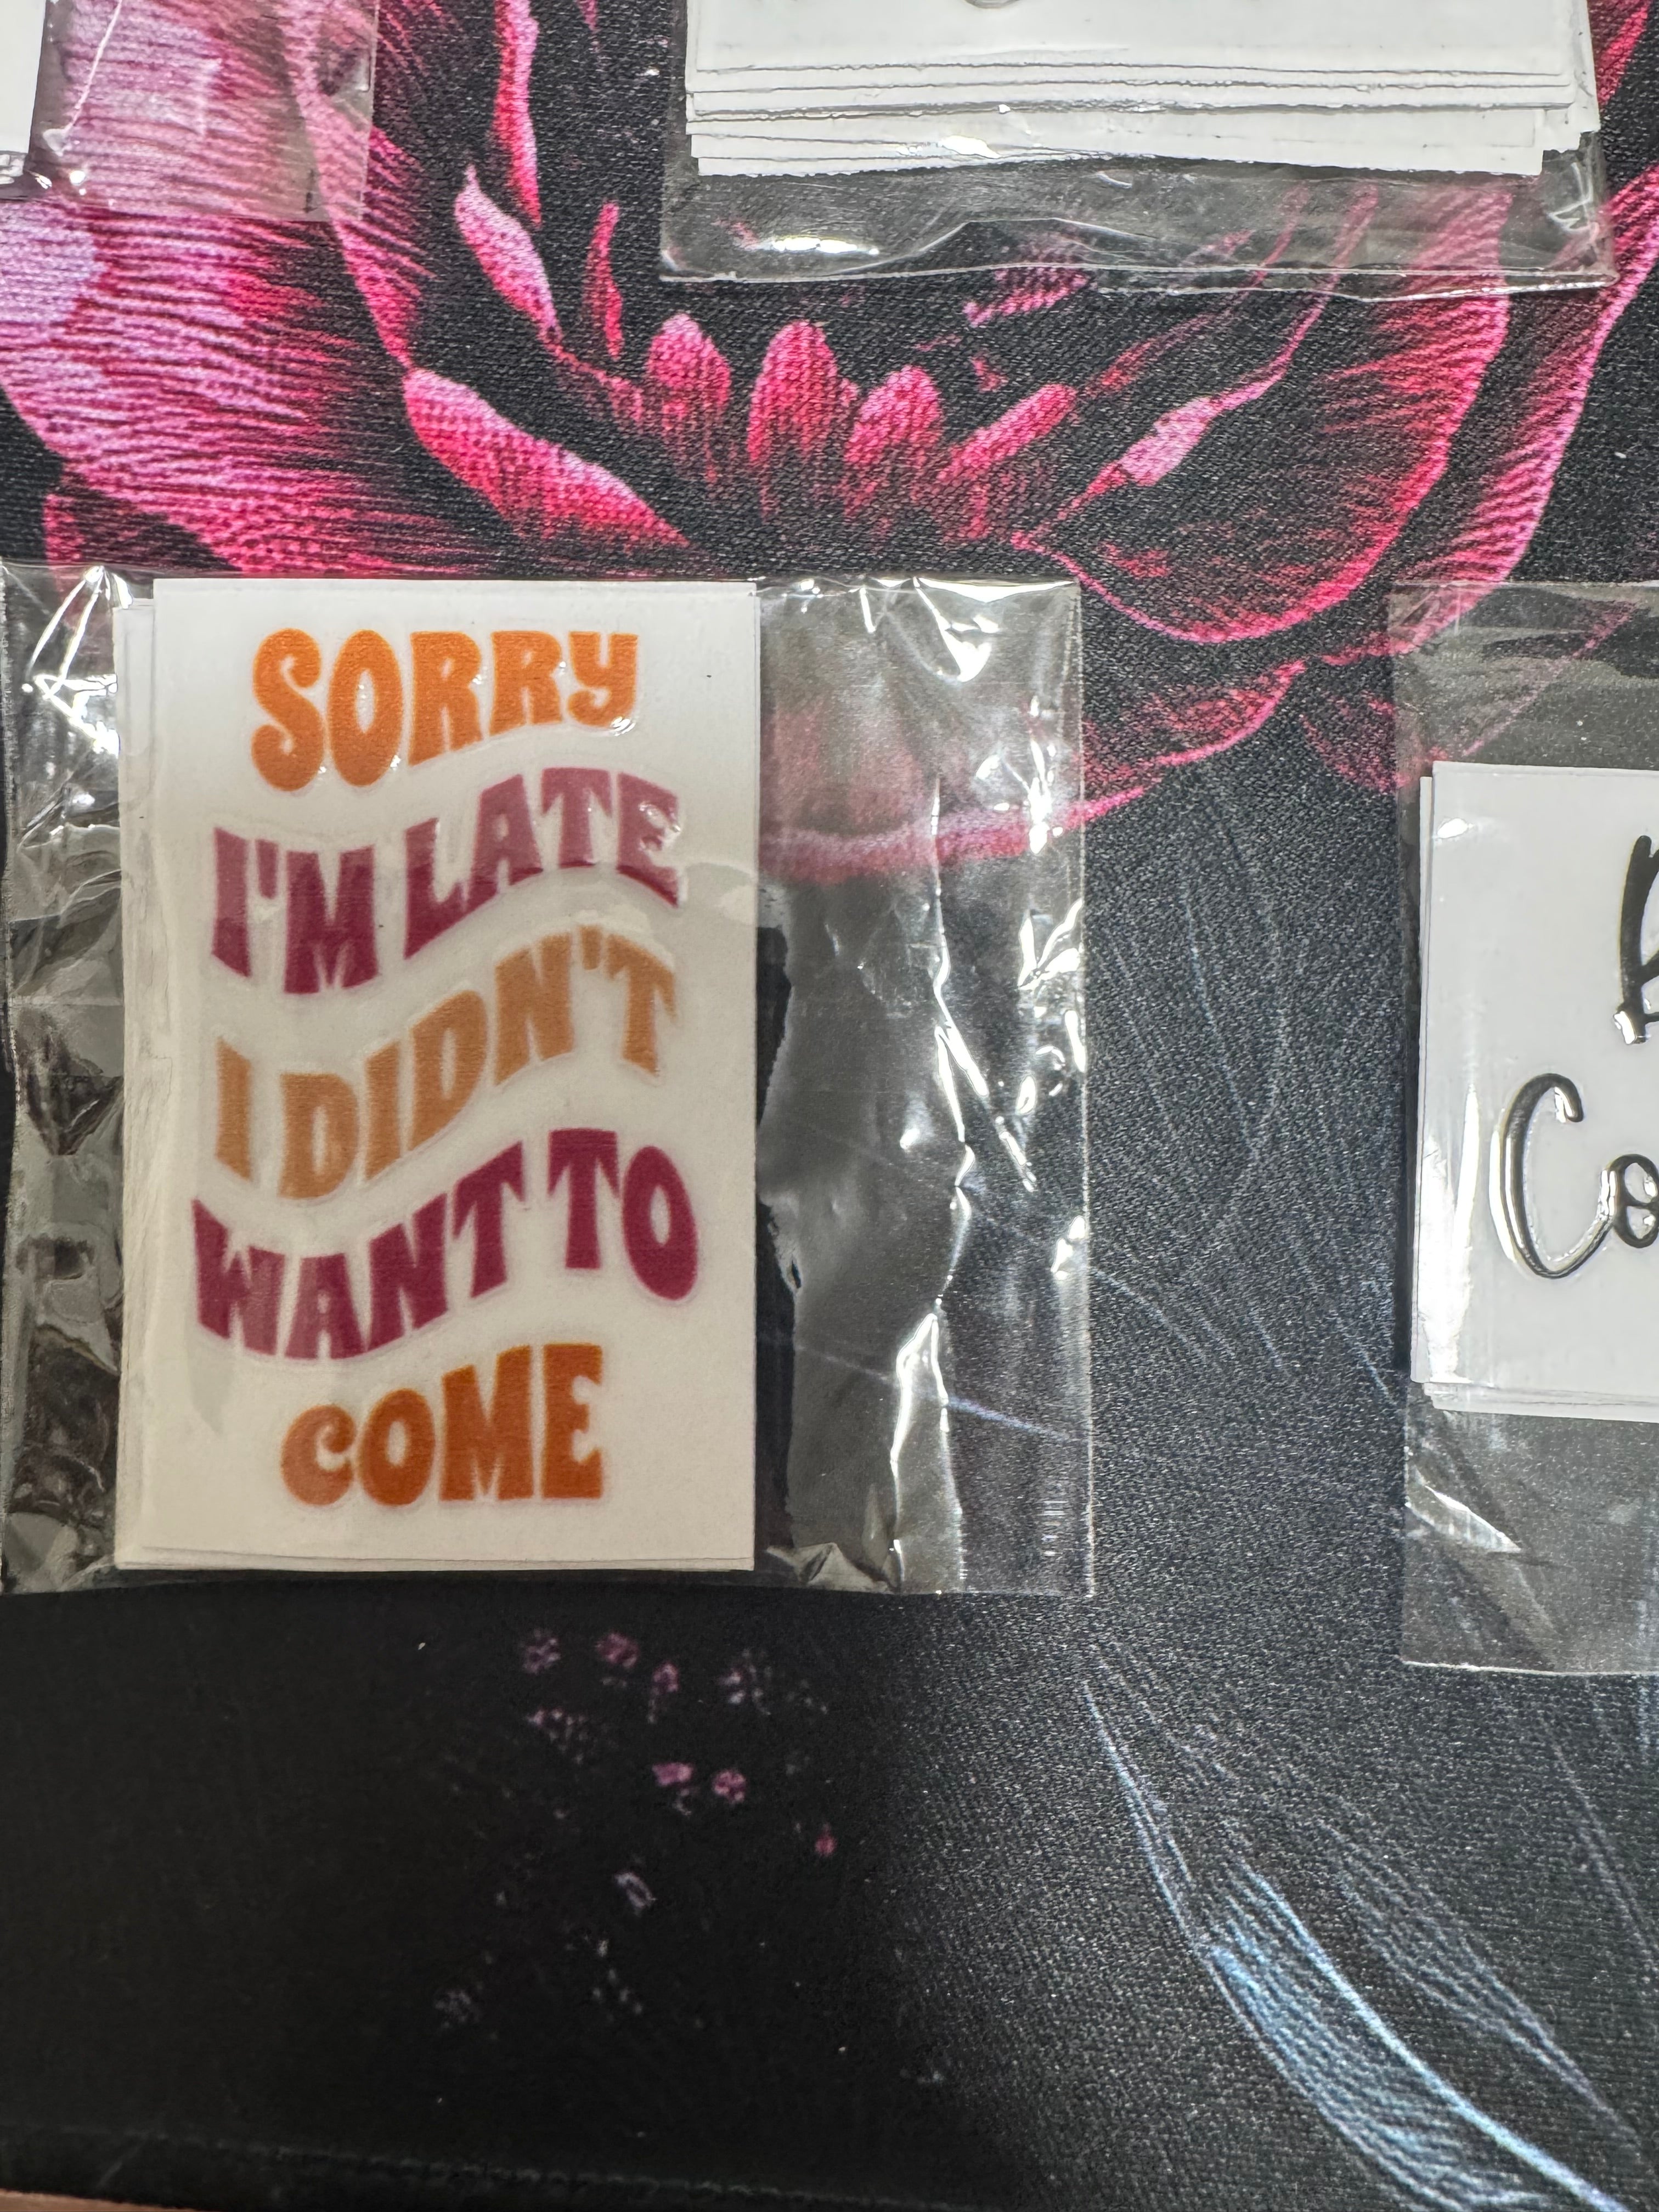 SORRY
I'M LATE
I DIDN'T
WANT TO
COME